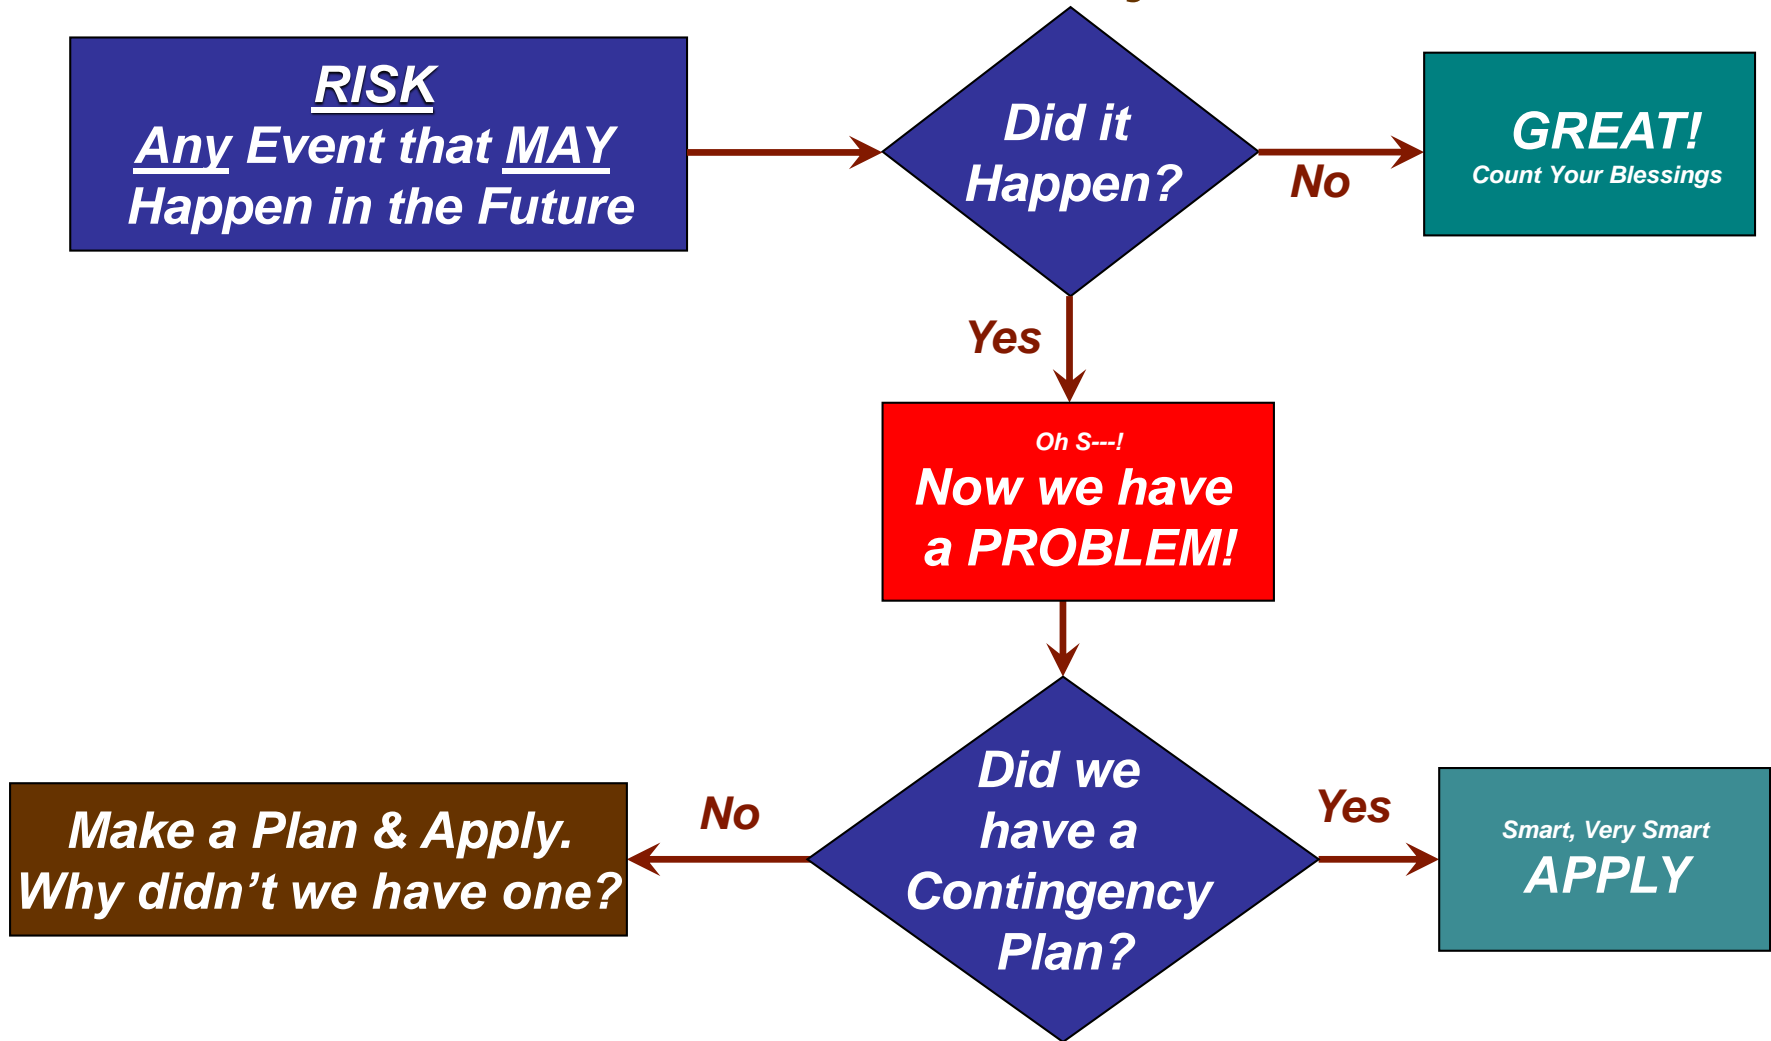 RISK
Any Event that MAY
Happen in the Future
Did it
Happen?
No
GREAT!
Count Your Blessings
Yes
Oh S---!
Now we have
a PROBLEM!
Did we
have a
Contingency
Plan?
No
Make a Plan & Apply.
Why didn’t we have one?
Yes
Smart, Very Smart
APPLY